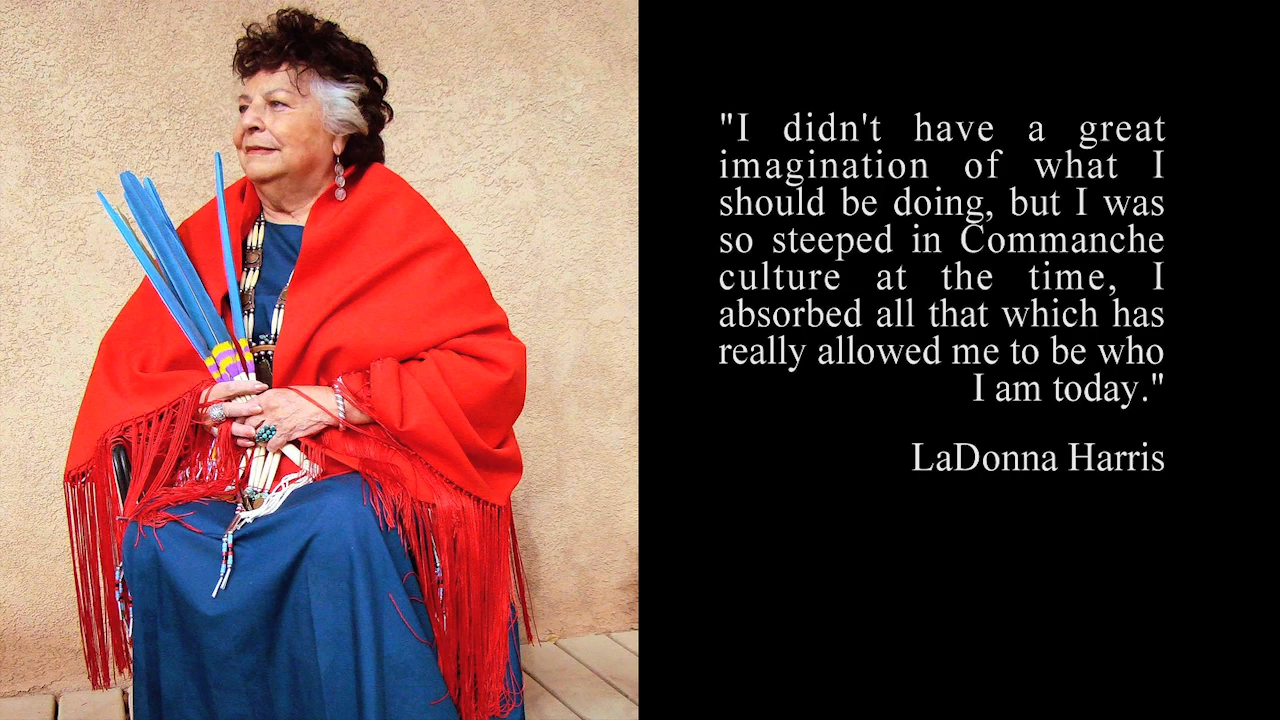 "I didn't have a great
imagination of what I
should be doing, but I was
so steeped in Commanche
culture at the time, I
absorbed all that which has
really allowed me to be who
I am today."
LaDonna Harris